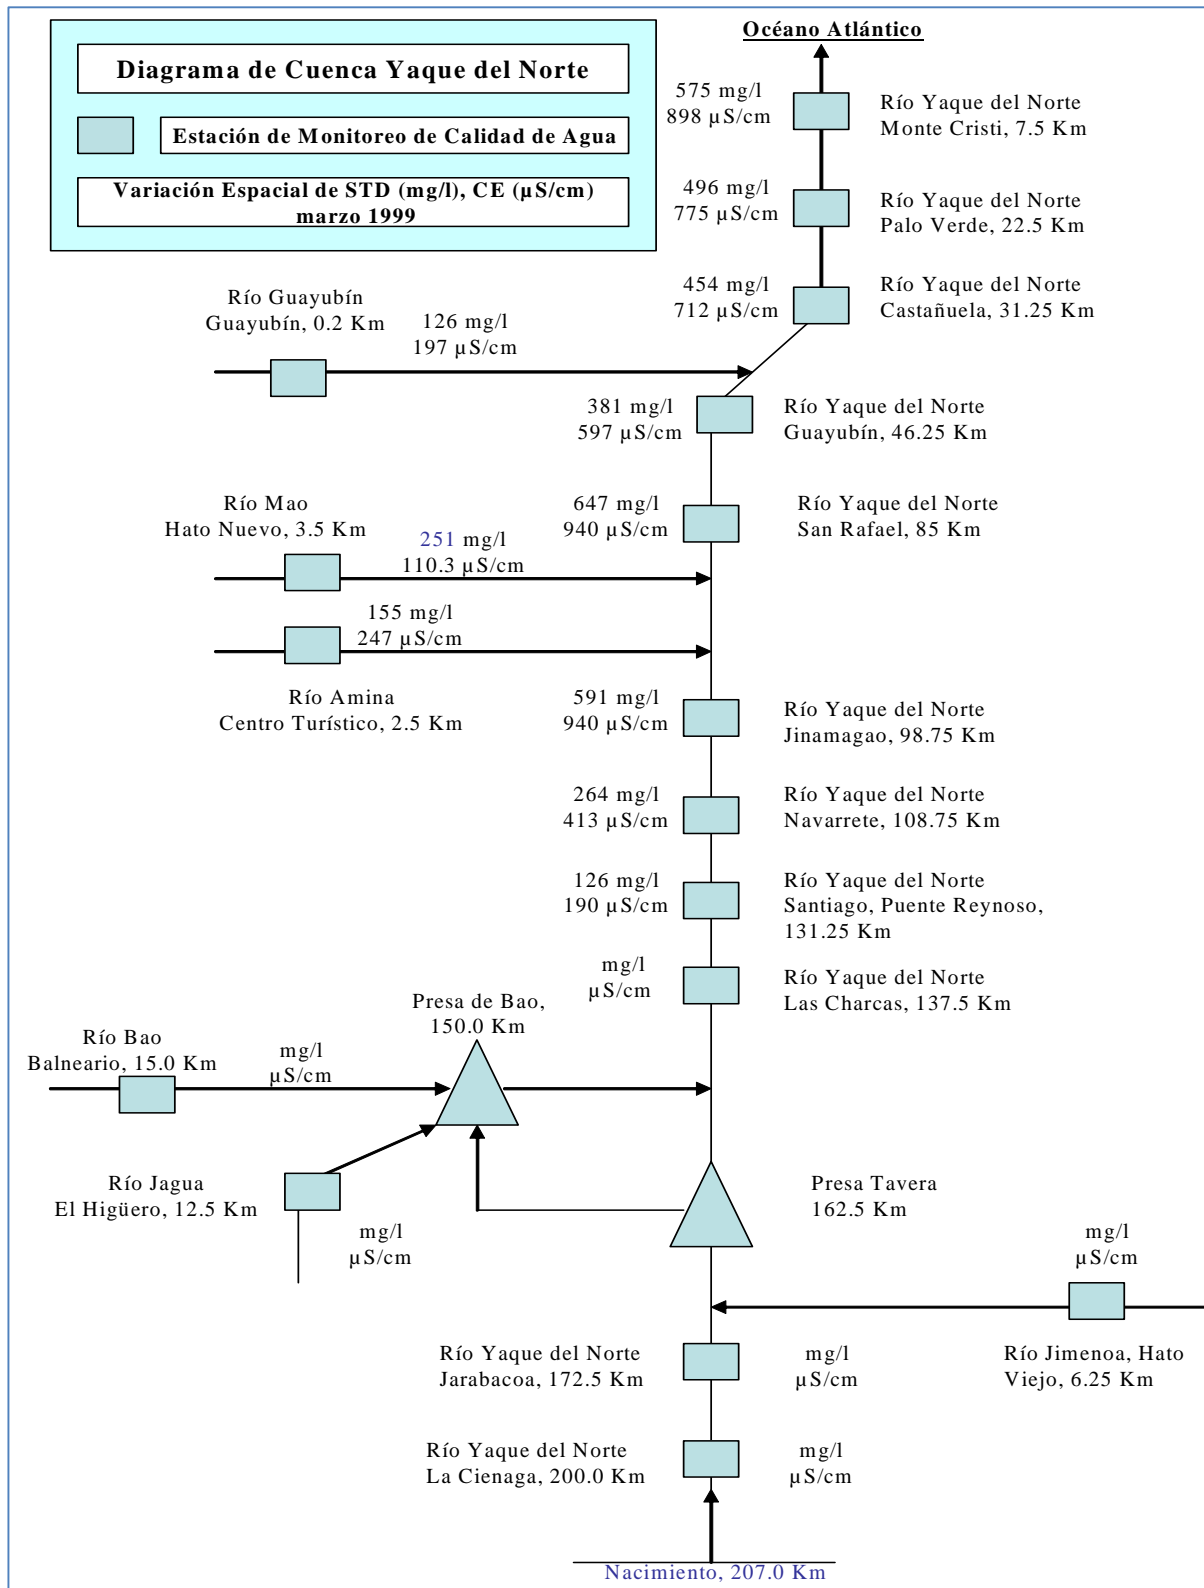 Océano Atlántico
Diagrama de Cuenca Yaque del Norte
Estación de Monitoreo de Calidad de Agua
Variación Espacial de STD (mg/l), CE (µS/cm)
marzo 1999
575 mg/l
898 µS/cm
Río Yaque del Norte
Monte Cristi, 7.5 Km
496 mg/l
775 µS/cm
Río Yaque del Norte
Palo Verde, 22.5 Km
454 mg/l
712 µS/cm
Río Yaque del Norte
Castañuela, 31.25 Km
Río Guayubín
Guayubín, 0.2 Km
126 mg/l
197 µS/cm
381 mg/l
597 µS/cm
Río Yaque del Norte
Guayubín, 46.25 Km
Río Mao
Hato Nuevo, 3.5 Km
251 mg/l
110.3 µS/cm
647 mg/l
940 µS/cm
Río Yaque del Norte
San Rafael, 85 Km
155 mg/l
247 µS/cm
Río Amina
Centro Turístico, 2.5 Km
591 mg/l
940 µS/cm
Río Yaque del Norte
Jinamagao, 98.75 Km
264 mg/l
413 µS/cm
Río Yaque del Norte
Navarrete, 108.75 Km
126 mg/l
190 µS/cm
Río Yaque del Norte
Santiago, Puente Reynoso,
131.25 Km
mg/l
µS/cm
Río Yaque del Norte
Las Charcas, 137.5 Km
Presa de Bao,
150.0 Km
Río Bao
Balneario, 15.0 Km
mg/l
µS/cm
Río Jagua
El Higüero, 12.5 Km
mg/l
µS/cm
Presa Tavera
162.5 Km
mg/l
µS/cm
Río Jimenoa, Hato
Viejo, 6.25 Km
Río Yaque del Norte
Jarabacoa, 172.5 Km
mg/l
µS/cm
Río Yaque del Norte
La Cienaga, 200.0 Km
mg/l
µS/cm
Nacimiento, 207.0 Km